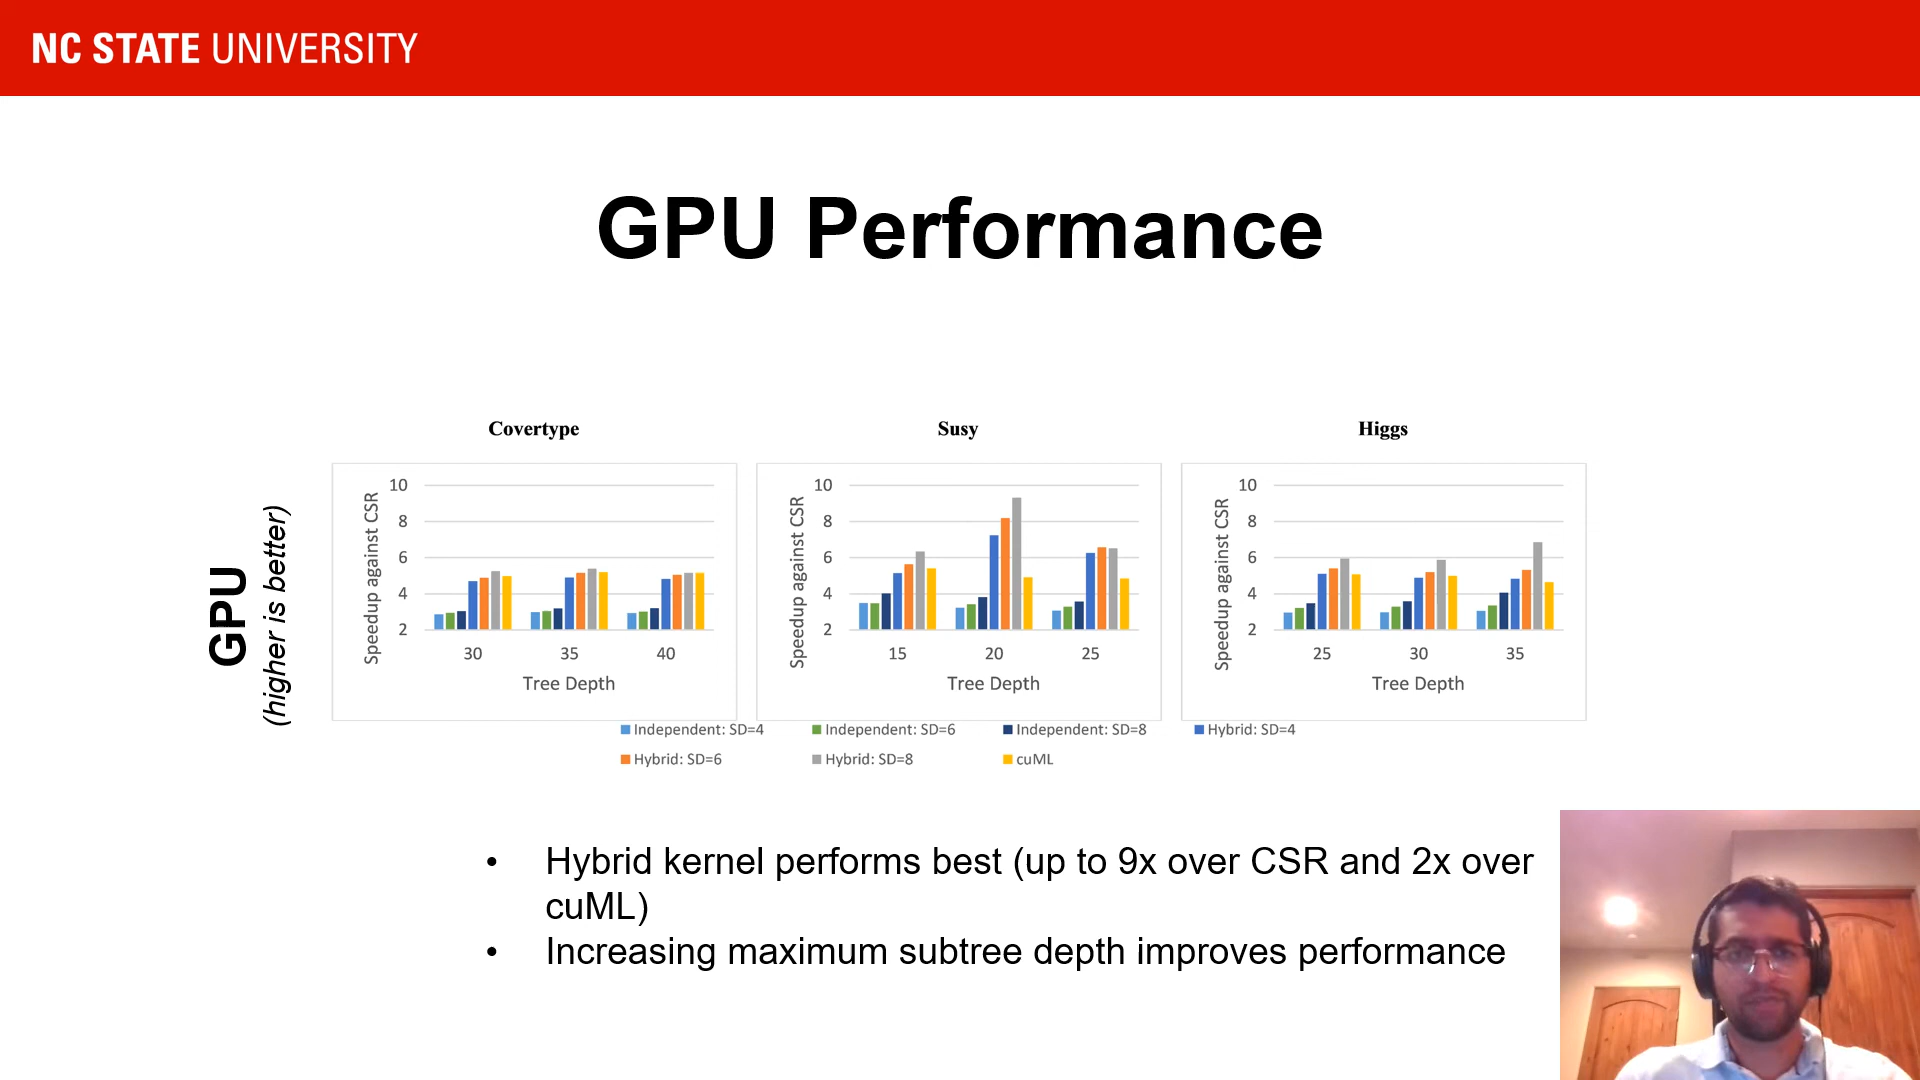 NC STATE UNIVERSITY
GPU Performance
GPU
(higher is better)
Covertype
Speedup against CSR
10
8
6
4
2
30 35 40
Tree Depth
Susy
Speedup against CSR
10
8
6
4
2
15 20 25
Tree Depth
Higgs
Speedup against CSR
10
8
6
4
2
25 30 35
Tree Depth
Independent: SD=4 Independent: SD=6 Independent: SD=8 Hybrid: SD=4
Hybrid: SD=6 Hybrid: SD=8 cuML
• Hybrid kernel performs best (up to 9x over CSR and 2x over
cuML)
• Increasing maximum subtree depth improves performance